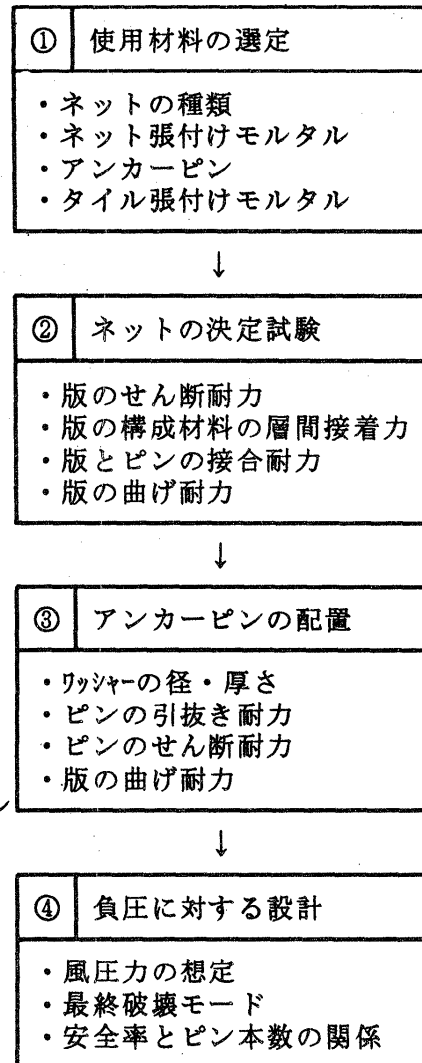 ① 使用材料の選定
・ネットの種類
・ネット張付けモルタル
・アンカーピン
・タイル張付けモルタル
↓
② ネットの決定試験
・版のせん断耐力
・版の構成材料の層間接着力
・版とピンの接合耐力
・版の曲げ耐力
↓
③ アンカーピンの配置
・ワッシャーの径・厚さ
・ピンの引抜き耐力
・ピンのせん断耐力
・版の曲げ耐力
↓
④ 負圧に対する設計
・風圧力の想定
・最終破壊モード
・安全率とピン本数の関係